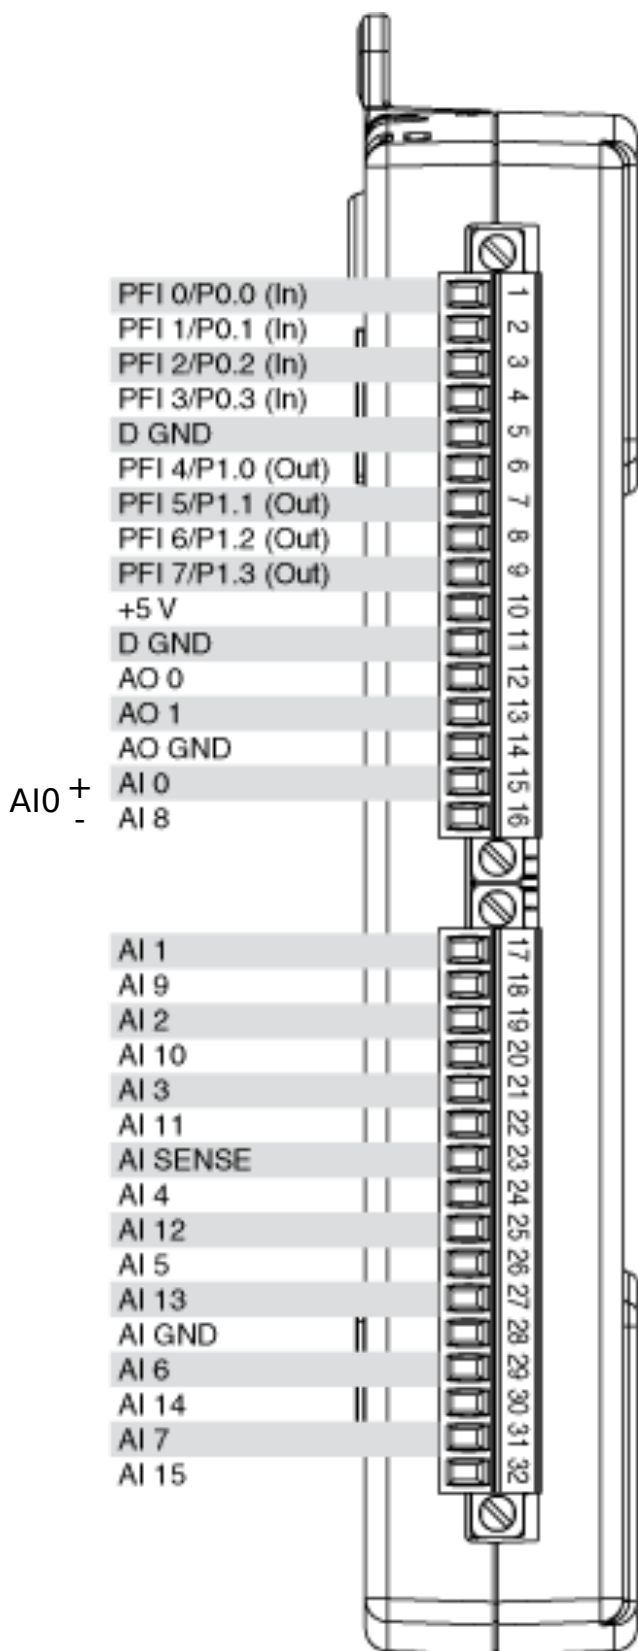 PFI 0/P0.0 (In) 1
PFI 1/P0.1 (In) 2
PFI 2/P0.2 (In) 3
PFI 3/P0.3 (In) 4
D GND 5
PFI 4/P1.0 (Out) 6
PFI 5/P1.1 (Out) 7
PFI 6/P1.2 (Out) 8
PFI 7/P1.3 (Out) 9
+5 V 10
D GND 11
AO 0 12
AO 1 13
AO GND 14
AI0 + AI 0 15
- AI 8 16
AI 1 17
AI 9 18
AI 2 19
AI 10 20
AI 3 21
AI 11 22
AI SENSE 23
AI 4 24
AI 12 25
AI 5 26
AI 13 27
AI GND 28
AI 6 29
AI 14 30
AI 7 31
AI 15 32